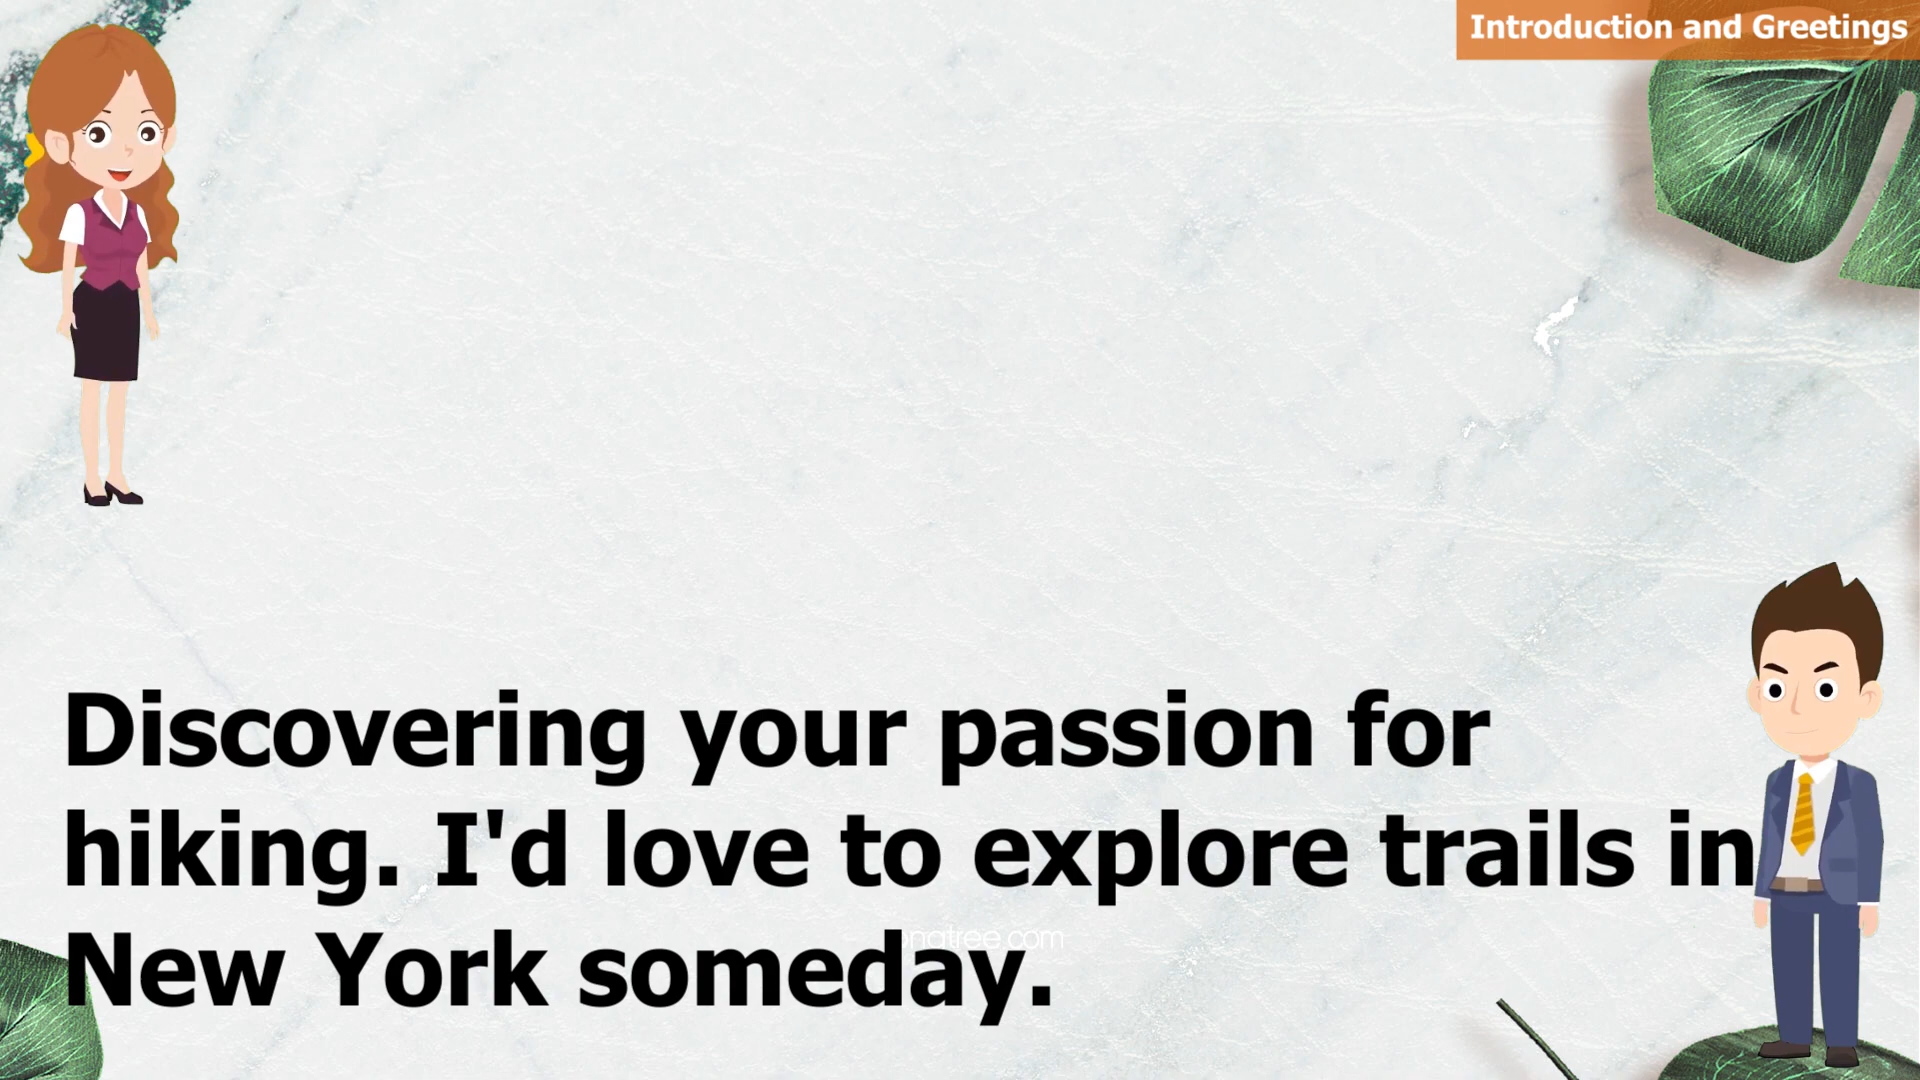 Introduction and Greetings
Discovering your passion for
hiking. I'd love to explore trails in
New York someday.